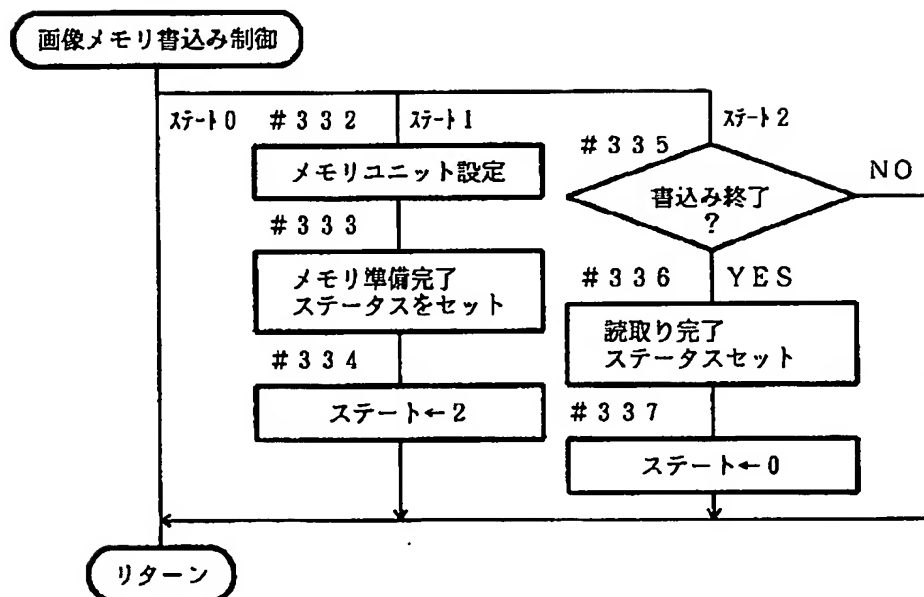 画像メモリ書込み制御
ステート0
#332
ステート1
メモリユニット設定
#333
メモリ準備完了
ステータスをセット
#334
ステート←2
ステート2
#335
書込み終了
?
NO
#336
YES
読取り完了
ステータスセット
#337
ステート←0
リターン